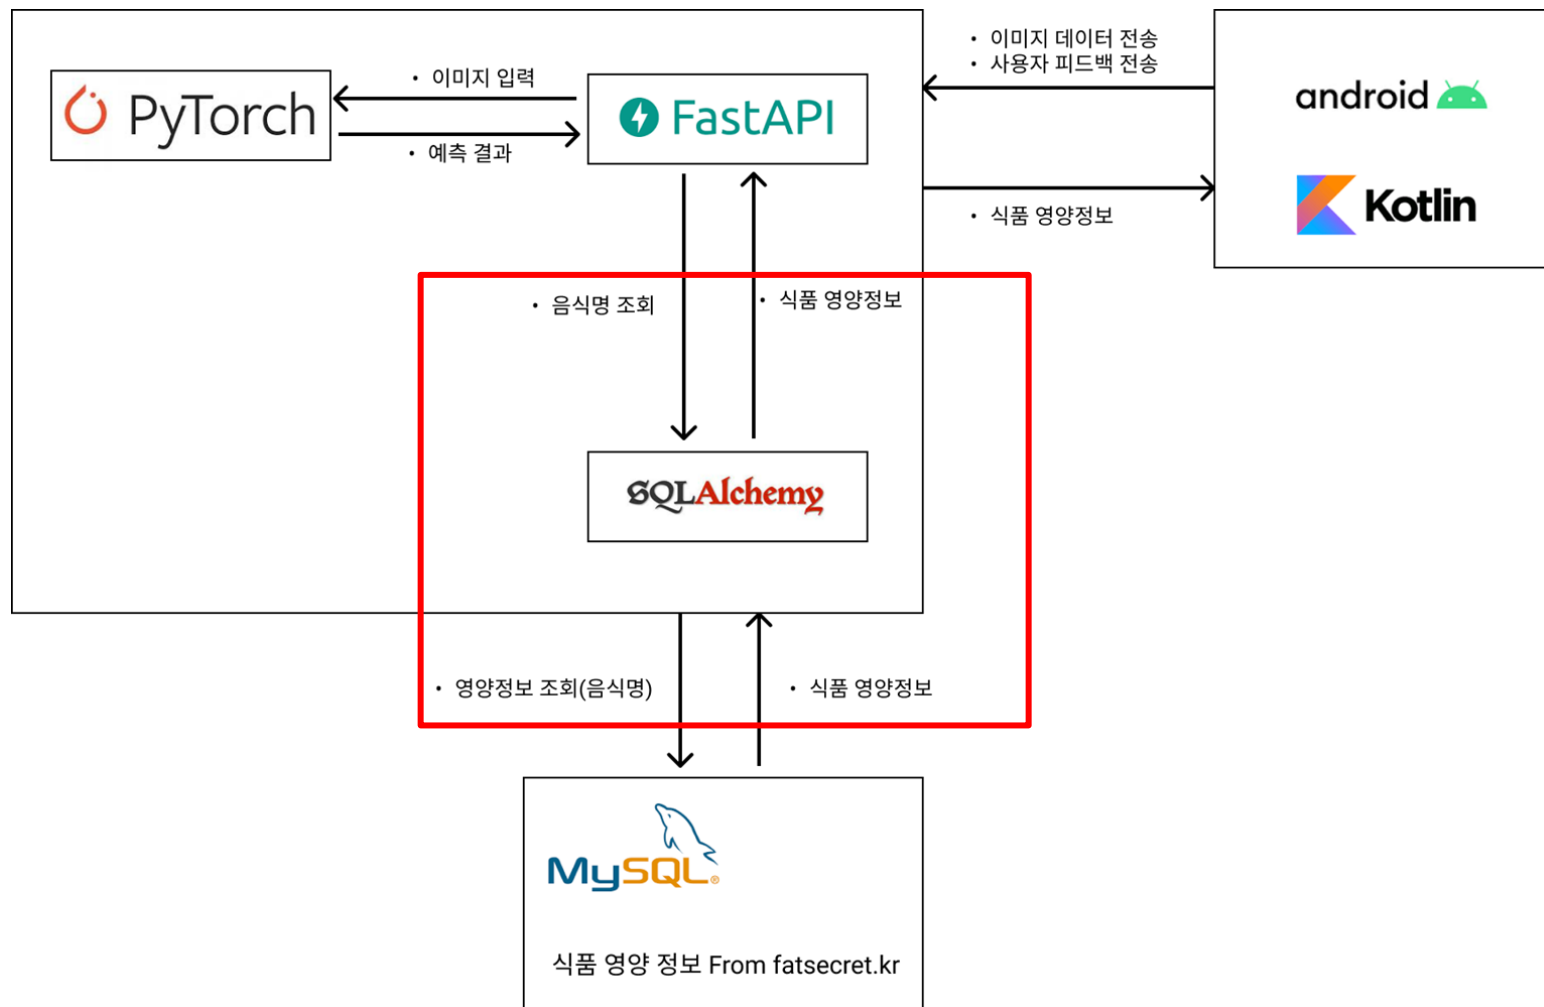 • 이미지 데이터 전송
• 사용자 피드백 전송
PyTorch
• 이미지 입력
• 예측 결과
FastAPI
android
Kotlin
• 식품 영양정보
• 음식명 조회
• 식품 영양정보
SQLAlchemy
• 영양정보 조회(음식명)
• 식품 영양정보
MySQL®
식품 영양 정보 From fatsecret.kr